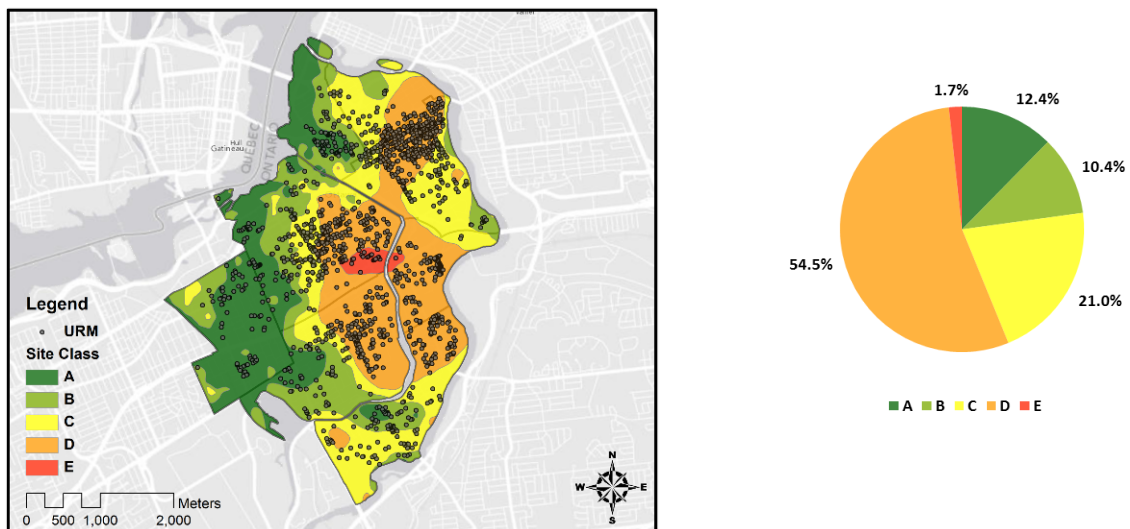 Hull
Gatineau
QUEBEC
ONTARIO
Legend
URM
Site Class
A
B
C
D
E
Meters
0 500 1,000 2,000
N
W E
S
1.7%
12.4%
10.4%
54.5%
21.0%
A B C D E